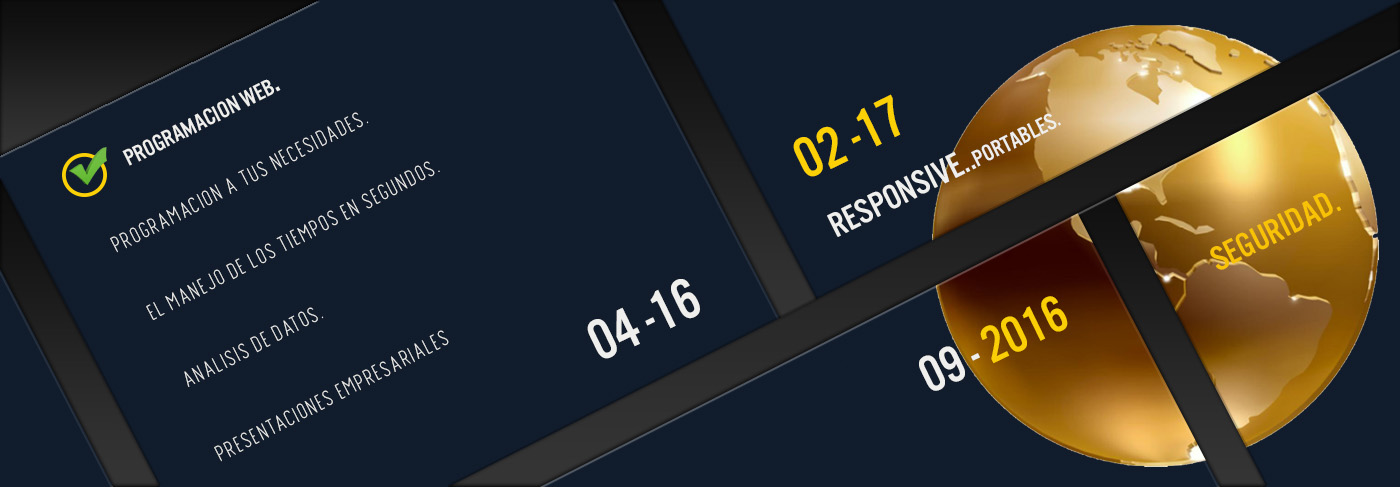 PROGRAMACION WEB.
PROGRAMACION A TUS NECESIDADES.
EL MANEJO DE LOS TIEMPOS EN SEGUNDOS.
ANALISIS DE DATOS.
PRESENTACIONES EMPRESARIALES
04-16
02-17
RESPONSIVE..PORTABLES.
SEGURIDAD.
09-2016